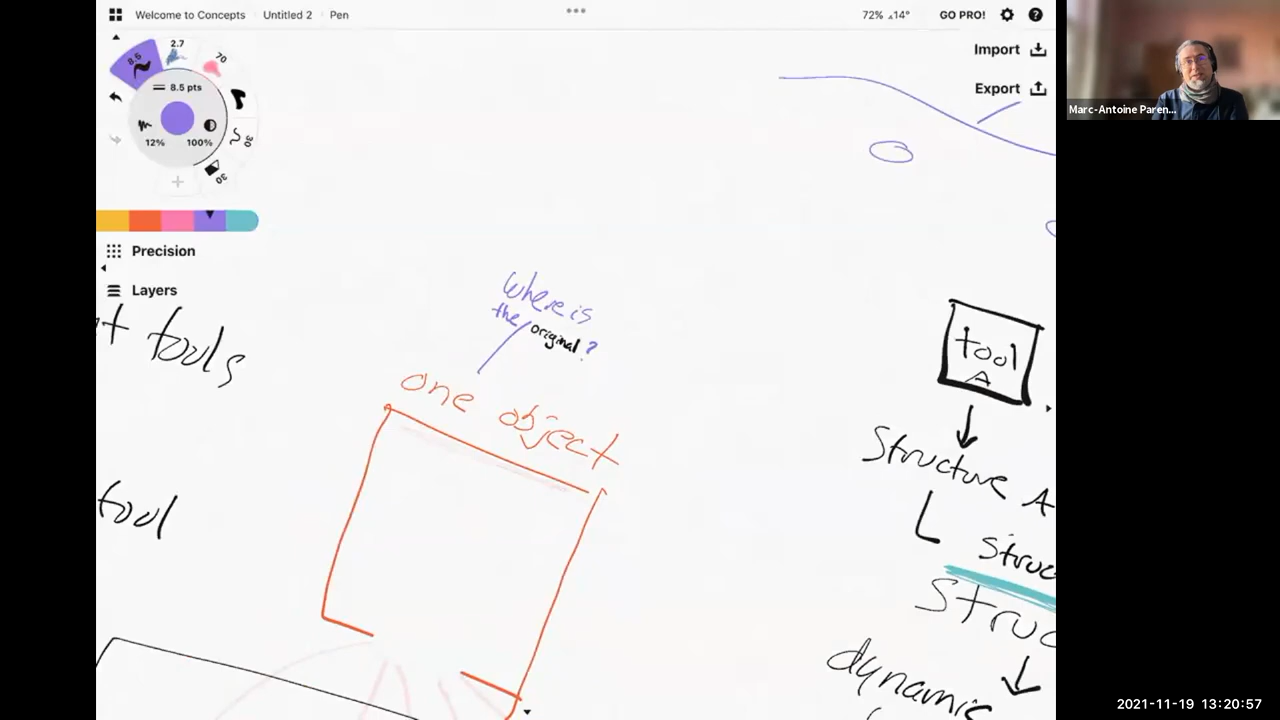 Welcome to Concepts
Untitled 2
Pen
72% 14°
GO PRO!
Import
Export
8.5
2.7
70
8.5 pts
12%
100%
30
30
Precision
Layers
Marc-Antoine Paren...
where is
the original?
one object
tools
tool
tool
A
Structure A
struc
Struc
dynamic
2021-11-19 13:20:57